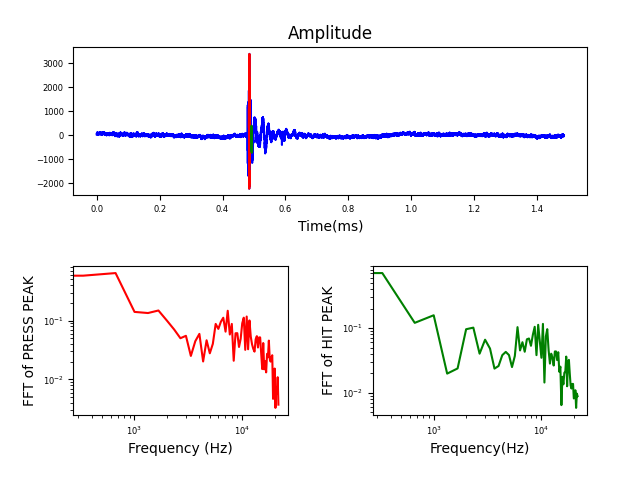 Amplitude
3000
2000
1000
0
−1000
−2000
0.0 0.2 0.4 0.6 0.8 1.0 1.2 1.4
Time(ms)
FFT of PRESS PEAK
10⁻¹
10⁻²
10³ 10⁴
Frequency (Hz)
FFT of HIT PEAK
10⁻¹
10⁻²
10³ 10⁴
Frequency(Hz)